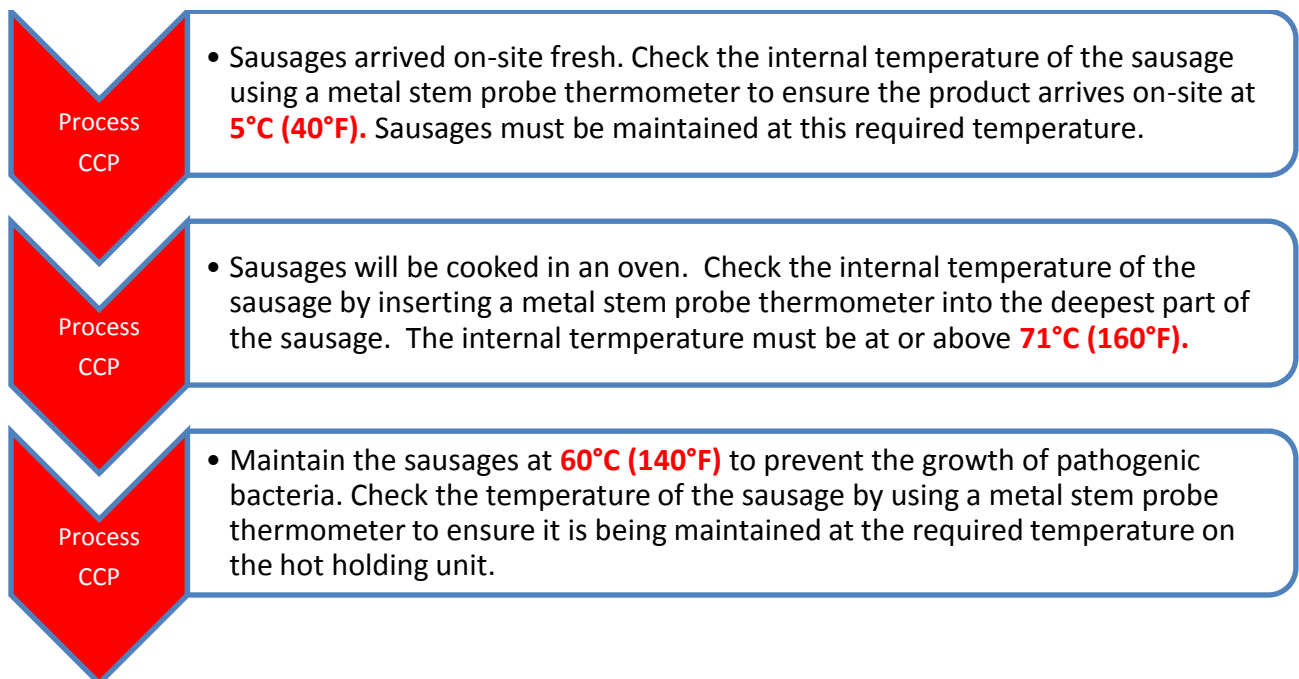 Process
CCP
• Sausages arrived on-site fresh. Check the internal temperature of the sausage
using a metal stem probe thermometer to ensure the product arrives on-site at
5°C (40°F). Sausages must be maintained at this required temperature.
Process
CCP
• Sausages will be cooked in an oven.  Check the internal temperature of the
sausage by inserting a metal stem probe thermometer into the deepest part of
the sausage.  The internal termperature must be at or above 71°C (160°F).
Process
CCP
• Maintain the sausages at 60°C (140°F) to prevent the growth of pathogenic
bacteria. Check the temperature of the sausage by using a metal stem probe
thermometer to ensure it is being maintained at the required temperature on
the hot holding unit.